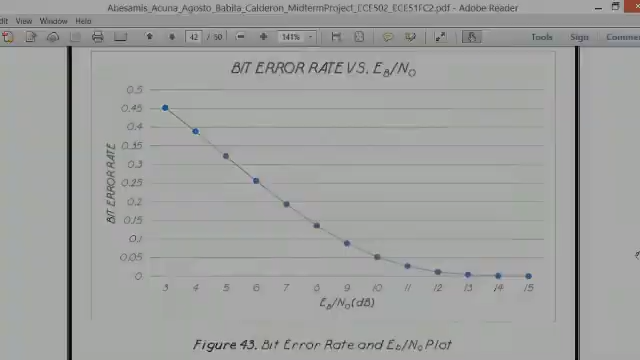 Abesamis_Acuna_Agosto_Babila_Calderon_MidtermProject_ECE502_ECE51FC2.pdf - Adobe Reader
dit View Window Help
42 / 50 141% Tools Sign Comme
BIT ERROR RATE VS. EB/N0
0.5
0.45
0.4
0.35
0.3
0.25
0.2
0.15
0.1
0.05
0
BIT ERROR RATE
3 4 5 6 7 8 9 10 11 12 13 14 15
EB/N0 (dB)
Figure 43. Bit Error Rate and Eb/N0 Plot